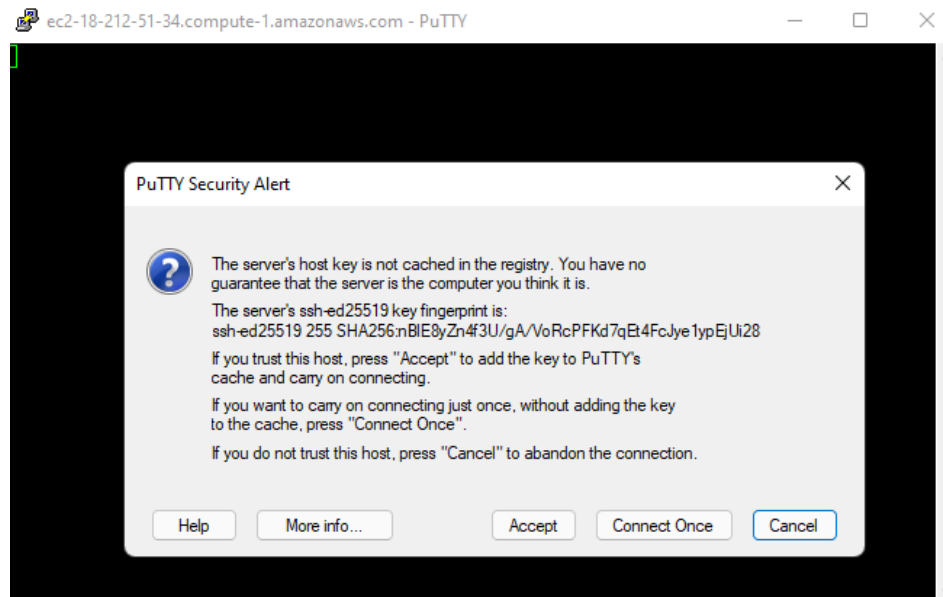 ec2-18-212-51-34.compute-1.amazonaws.com - PuTTY
PuTTY Security Alert
The server's host key is not cached in the registry. You have no
guarantee that the server is the computer you think it is.
The server's ssh-ed25519 key fingerprint is:
ssh-ed25519 255 SHA256:nBIE8yZn4f3U/gA/VoRcPFKd7qEt4FcJye1ypEjUi28
If you trust this host, press "Accept" to add the key to PuTTY's
cache and carry on connecting.
If you want to carry on connecting just once, without adding the key
to the cache, press "Connect Once".
If you do not trust this host, press "Cancel" to abandon the connection.
Help More info... Accept Connect Once Cancel